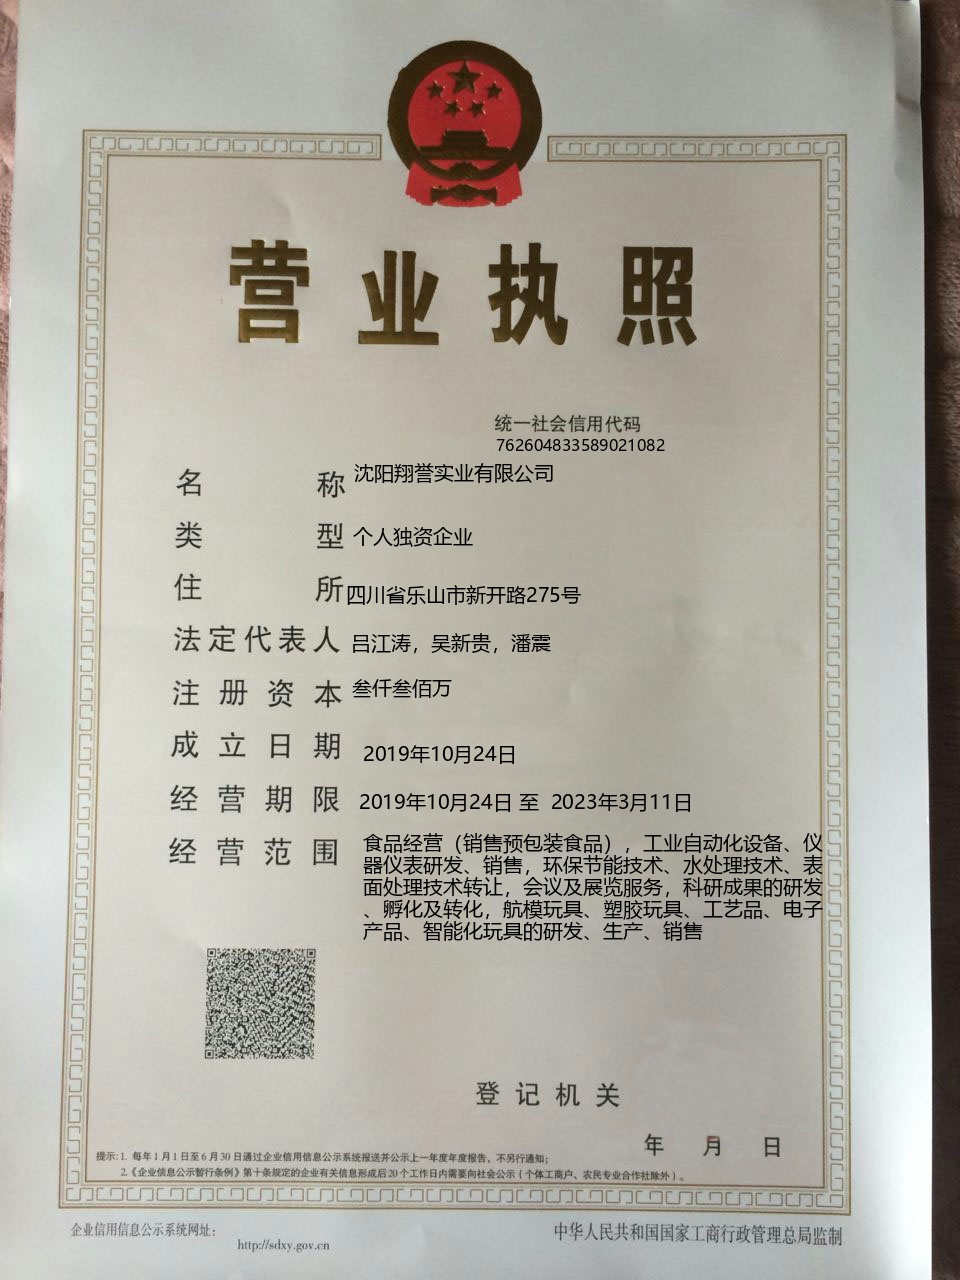 营业执照
统一社会信用代码
762604833589021082
名称 沈阳翔誉实业有限公司
类型 个人独资企业
住所 四川省乐山市新开路275号
法定代表人 吕江涛，吴新贵，潘震
注册资本 叁仟叁佰万
成立日期 2019年10月24日
经营期限 2019年10月24日 至 2023年3月11日
经营范围 食品经营（销售预包装食品），工业自动化设备、仪
器仪表研发、销售，环保节能技术、水处理技术、表
面处理技术转让，会议及展览服务，科研成果的研发
、孵化及转化，航模玩具、塑胶玩具、工艺品、电子
产品、智能化玩具的研发、生产、销售
登记机关
年 月 日
提示：1. 每年1月1日至6月30日通过企业信用信息公示系统报送并公示上一年度年度报告，不另行通知；
2.《企业信息公示暂行条例》第十条规定的企业有关信息形成后20个工作日内需要向社会公示（个体工商户、农民专业合作社除外）。
企业信用信息公示系统网址：
http://sdxy.gov.cn
中华人民共和国国家工商行政管理总局监制